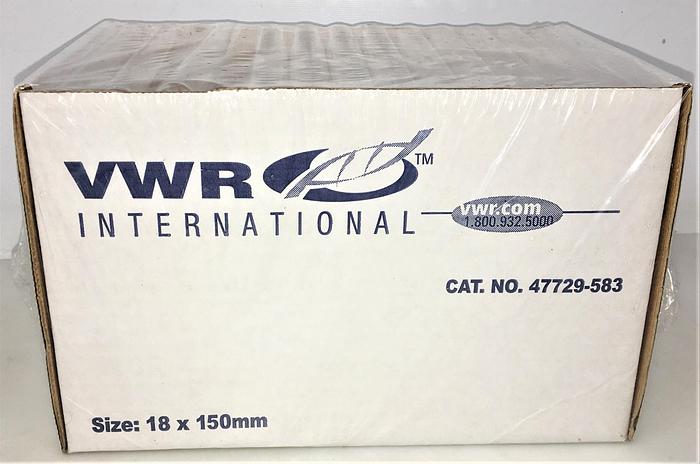 VWR ™
INTERNATIONAL
vwr.com
1.800.932.5000
CAT. NO. 47729-583
Size: 18 x 150mm